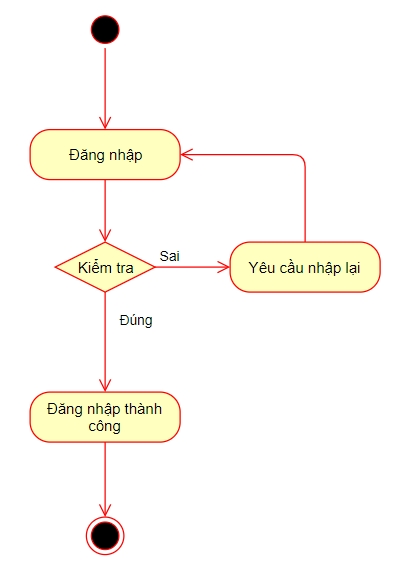 Đăng nhập
Kiểm tra
Sai
Yêu cầu nhập lại
Đúng
Đăng nhập thành
công